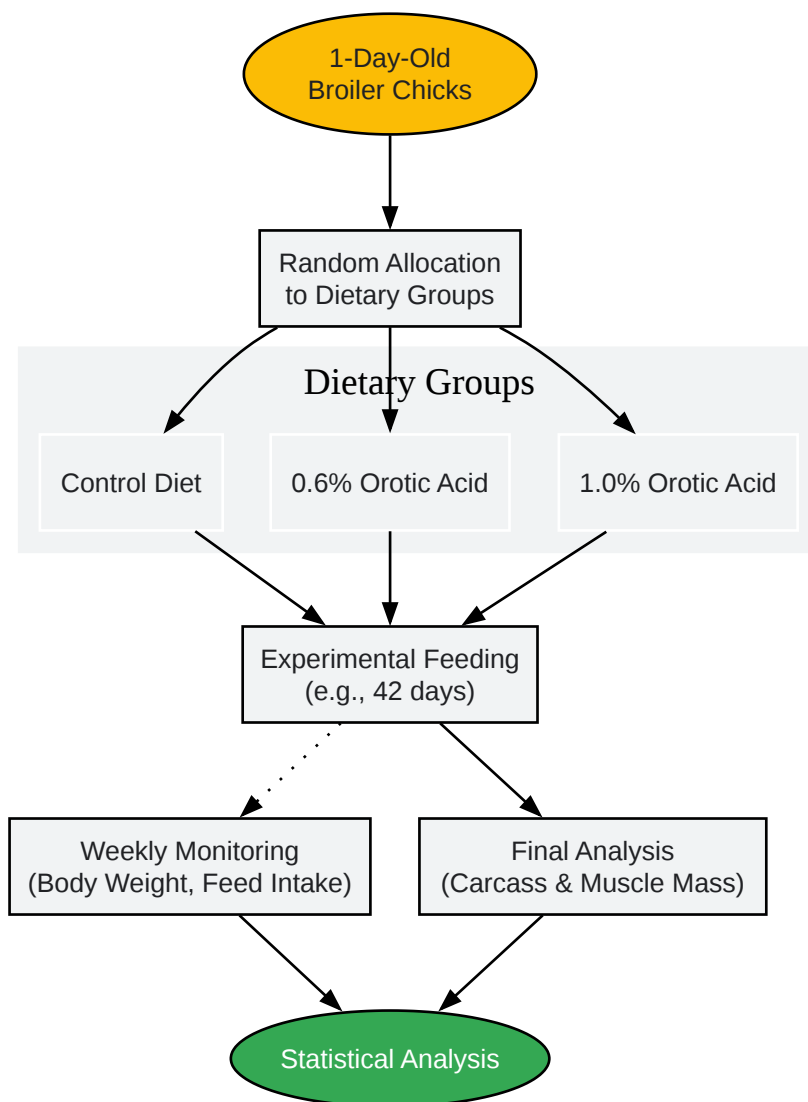 1-Day-Old
Broiler Chicks
Random Allocation
to Dietary Groups
Dietary Groups
Control Diet
0.6% Orotic Acid
1.0% Orotic Acid
Experimental Feeding
(e.g., 42 days)
Weekly Monitoring
(Body Weight, Feed Intake)
Final Analysis
(Carcass & Muscle Mass)
Statistical Analysis